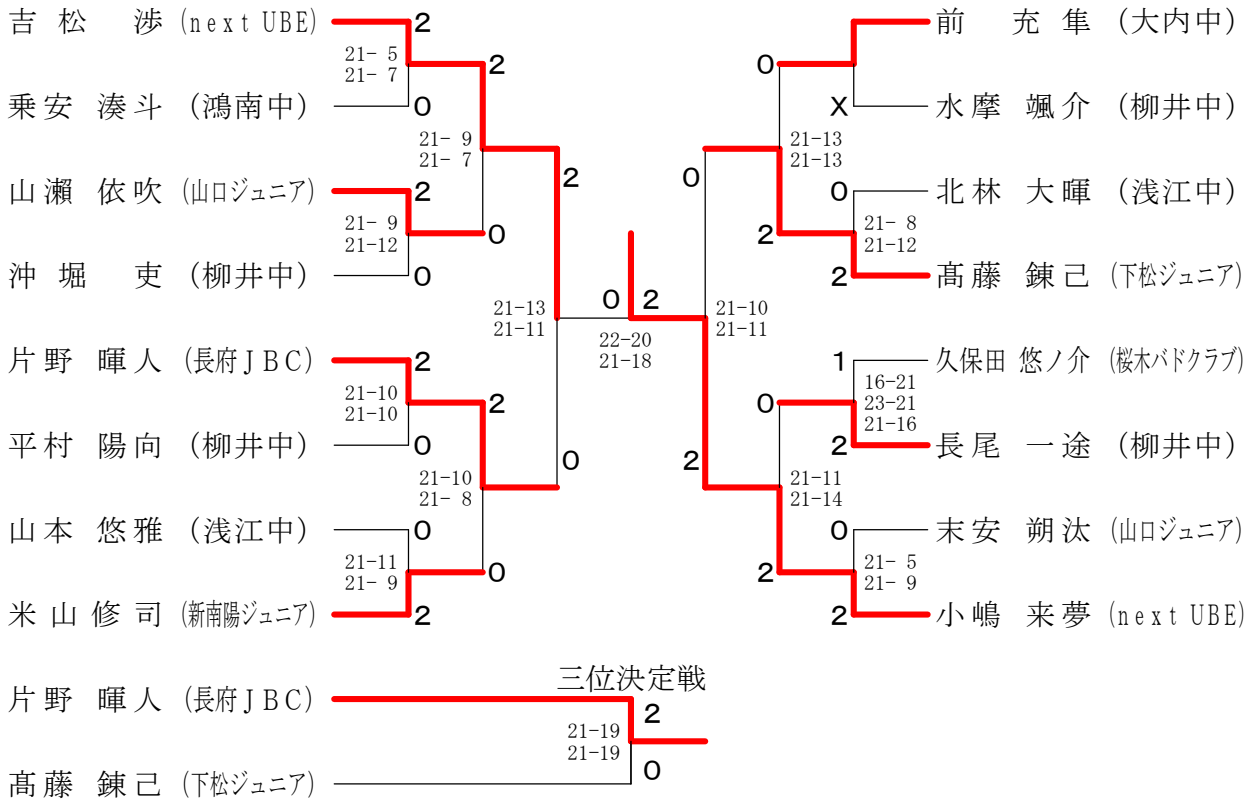 吉松 渉 (next UBE) 2
21- 5
21- 7
2
乗安 湊斗 (鴻南中) 0
21- 9
21- 7
2
山瀬 依吹 (山口ジュニア) 2
21- 9
21-12
0
沖堀 吏 (柳井中) 0
21-13
21-11
片野 暉人 (長府JBC) 2
21-10
21-10
2
平村 陽向 (柳井中) 0
21-10
21- 8
0
山本 悠雅 (浅江中) 0
21-11
21- 9
0
米山修司 (新南陽ジュニア) 2
0 2
22-20
21-18
前 充隼 (大内中)
0
X 水摩 颯介 (柳井中)
21-13
21-13
0
0 北林 大暉 (浅江中)
21- 8
21-12
2
2 髙藤 錬己 (下松ジュニア)
21-10
21-11
1 久保田 悠ノ介 (桜木バドクラブ)
16-21
23-21
21-16
0
2 長尾 一途 (柳井中)
21-11
21-14
2
0 末安 朔汰 (山口ジュニア)
21- 5
21- 9
2
2 小嶋 来夢 (next UBE)
三位決定戦
片野 暉人 (長府JBC) 2
21-19
21-19
髙藤 錬己 (下松ジュニア) 0